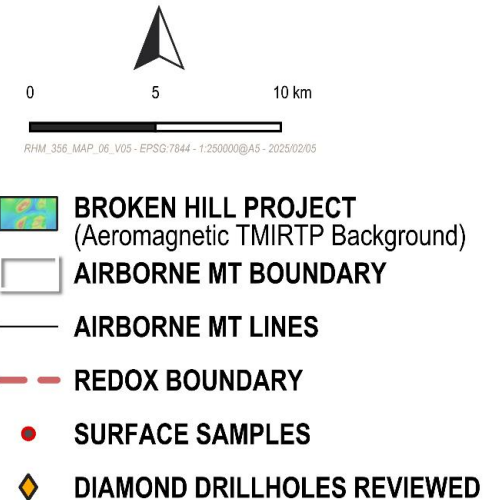 0 5 10 km
RHM_356_MAP_06_V05 - EPSG:7844 - 1:250000@A5 - 2025/02/05
BROKEN HILL PROJECT
(Aeromagnetic TMIRTP Background)
AIRBORNE MT BOUNDARY
AIRBORNE MT LINES
REDOX BOUNDARY
SURFACE SAMPLES
DIAMOND DRILLHOLES REVIEWED